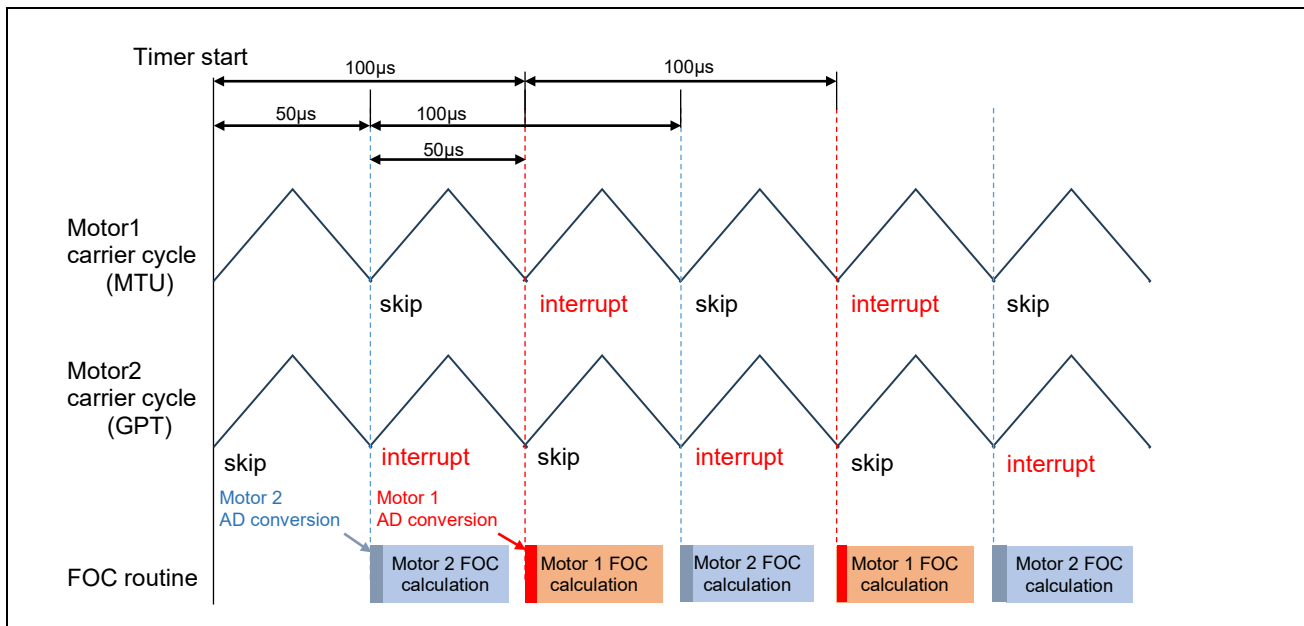 Timer start
100µs
100µs
50µs
100µs
50µs
Motor1
carrier cycle
(MTU)
skip
interrupt
skip
interrupt
skip
Motor2
carrier cycle
(GPT)
skip
interrupt
skip
interrupt
skip
interrupt
Motor 2
AD conversion
Motor 1
AD conversion
FOC routine
Motor 2 FOC
calculation
Motor 1 FOC
calculation
Motor 2 FOC
calculation
Motor 1 FOC
calculation
Motor 2 FOC
calculation